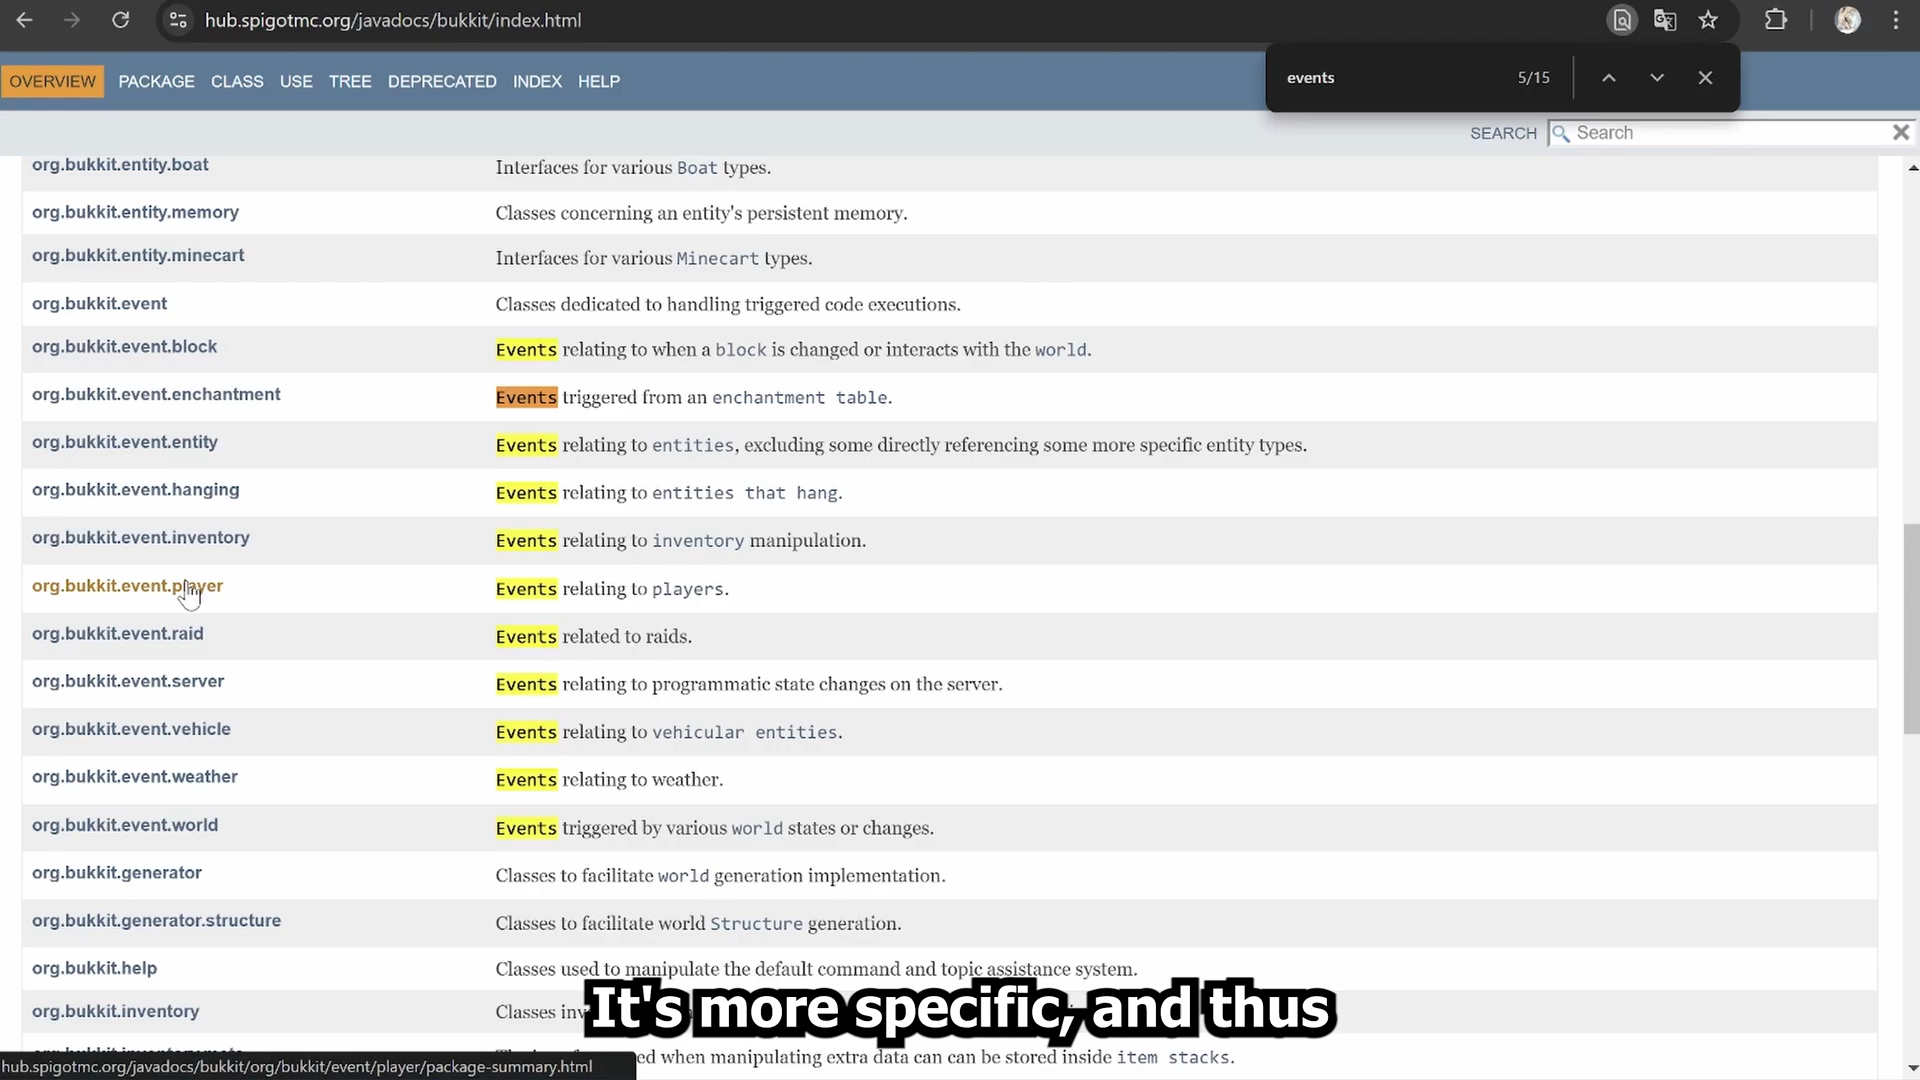 hub.spigotmc.org/javadocs/bukkit/index.html
events 5/15
OVERVIEW PACKAGE CLASS USE TREE DEPRECATED INDEX HELP
SEARCH Search
org.bukkit.entity.boat Interfaces for various Boat types.
org.bukkit.entity.memory Classes concerning an entity's persistent memory.
org.bukkit.entity.minecart Interfaces for various Minecart types.
org.bukkit.event Classes dedicated to handling triggered code executions.
org.bukkit.event.block Events relating to when a block is changed or interacts with the world.
org.bukkit.event.enchantment Events triggered from an enchantment table.
org.bukkit.event.entity Events relating to entities, excluding some directly referencing some more specific entity types.
org.bukkit.event.hanging Events relating to entities that hang.
org.bukkit.event.inventory Events relating to inventory manipulation.
org.bukkit.event.player Events relating to players.
org.bukkit.event.raid Events related to raids.
org.bukkit.event.server Events relating to programmatic state changes on the server.
org.bukkit.event.vehicle Events relating to vehicular entities.
org.bukkit.event.weather Events relating to weather.
org.bukkit.event.world Events triggered by various world states or changes.
org.bukkit.generator Classes to facilitate world generation implementation.
org.bukkit.generator.structure Classes to facilitate world Structure generation.
org.bukkit.help Classes used to manipulate the default command and topic assistance system.
org.bukkit.inventory Classes
It's more specific, and thus
when manipulating extra data can can be stored inside item stacks.
hub.spigotmc.org/javadocs/bukkit/org/bukkit/event/player/package-summary.html